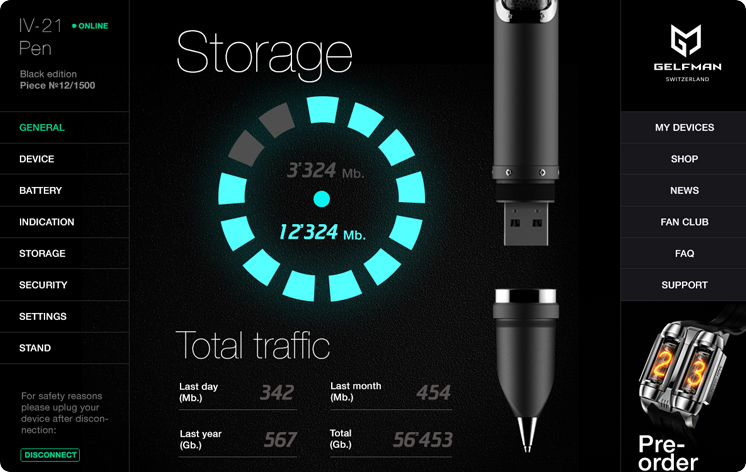 IV-21
ONLINE
Pen
Black edition
Piece №12/1500
GENERAL
DEVICE
BATTERY
INDICATION
STORAGE
SECURITY
SETTINGS
STAND
For safety reasons
please uplug your
device after discon-
nection:
DISCONNECT
Storage
3'324 Mb.
12'324 Mb.
Total traffic
Last day
(Mb.)
342
Last month
(Mb.)
454
Last year
(Gb.)
567
Total
(Gb.)
56'453
GELFMAN
SWITZERLAND
MY DEVICES
SHOP
NEWS
FAN CLUB
FAQ
SUPPORT
2 3
Pre-
order